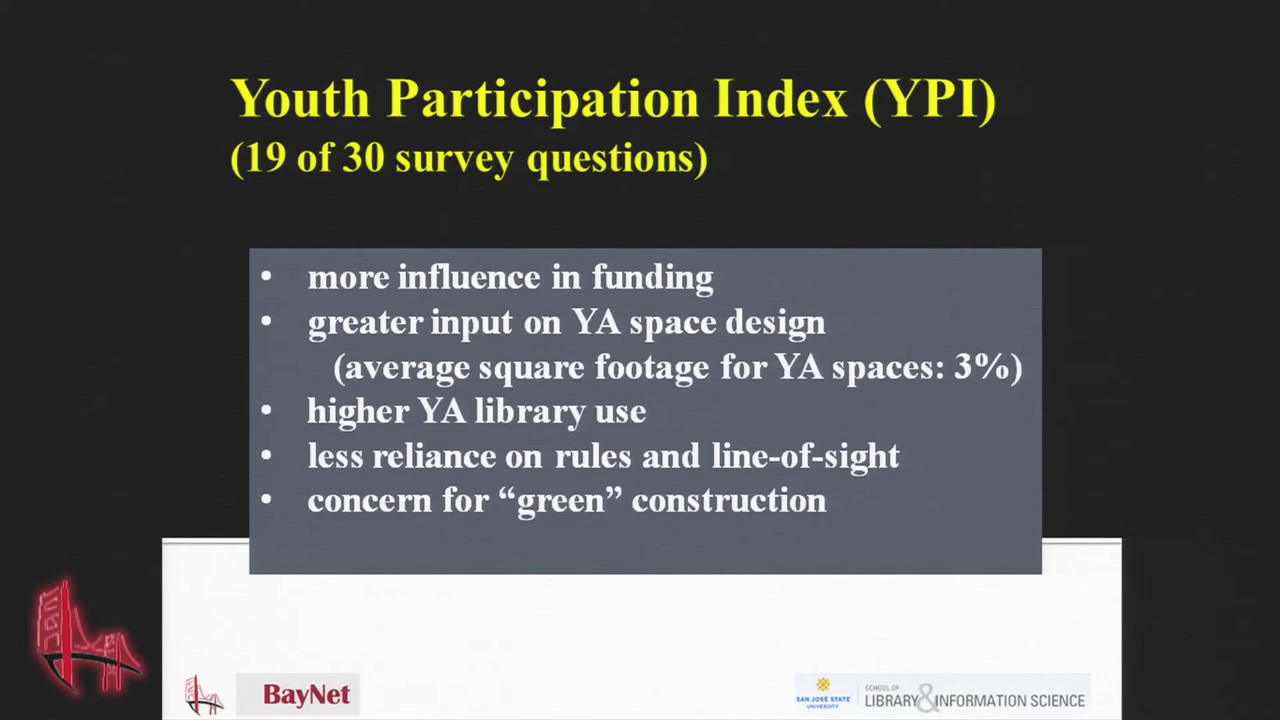 Youth Participation Index (YPI)
(19 of 30 survey questions)
• more influence in funding
• greater input on YA space design
(average square footage for YA spaces: 3%)
• higher YA library use
• less reliance on rules and line-of-sight
• concern for “green” construction
BayNet
SAN JOSÉ STATE
UNIVERSITY
SCHOOL OF
LIBRARY & INFORMATION SCIENCE